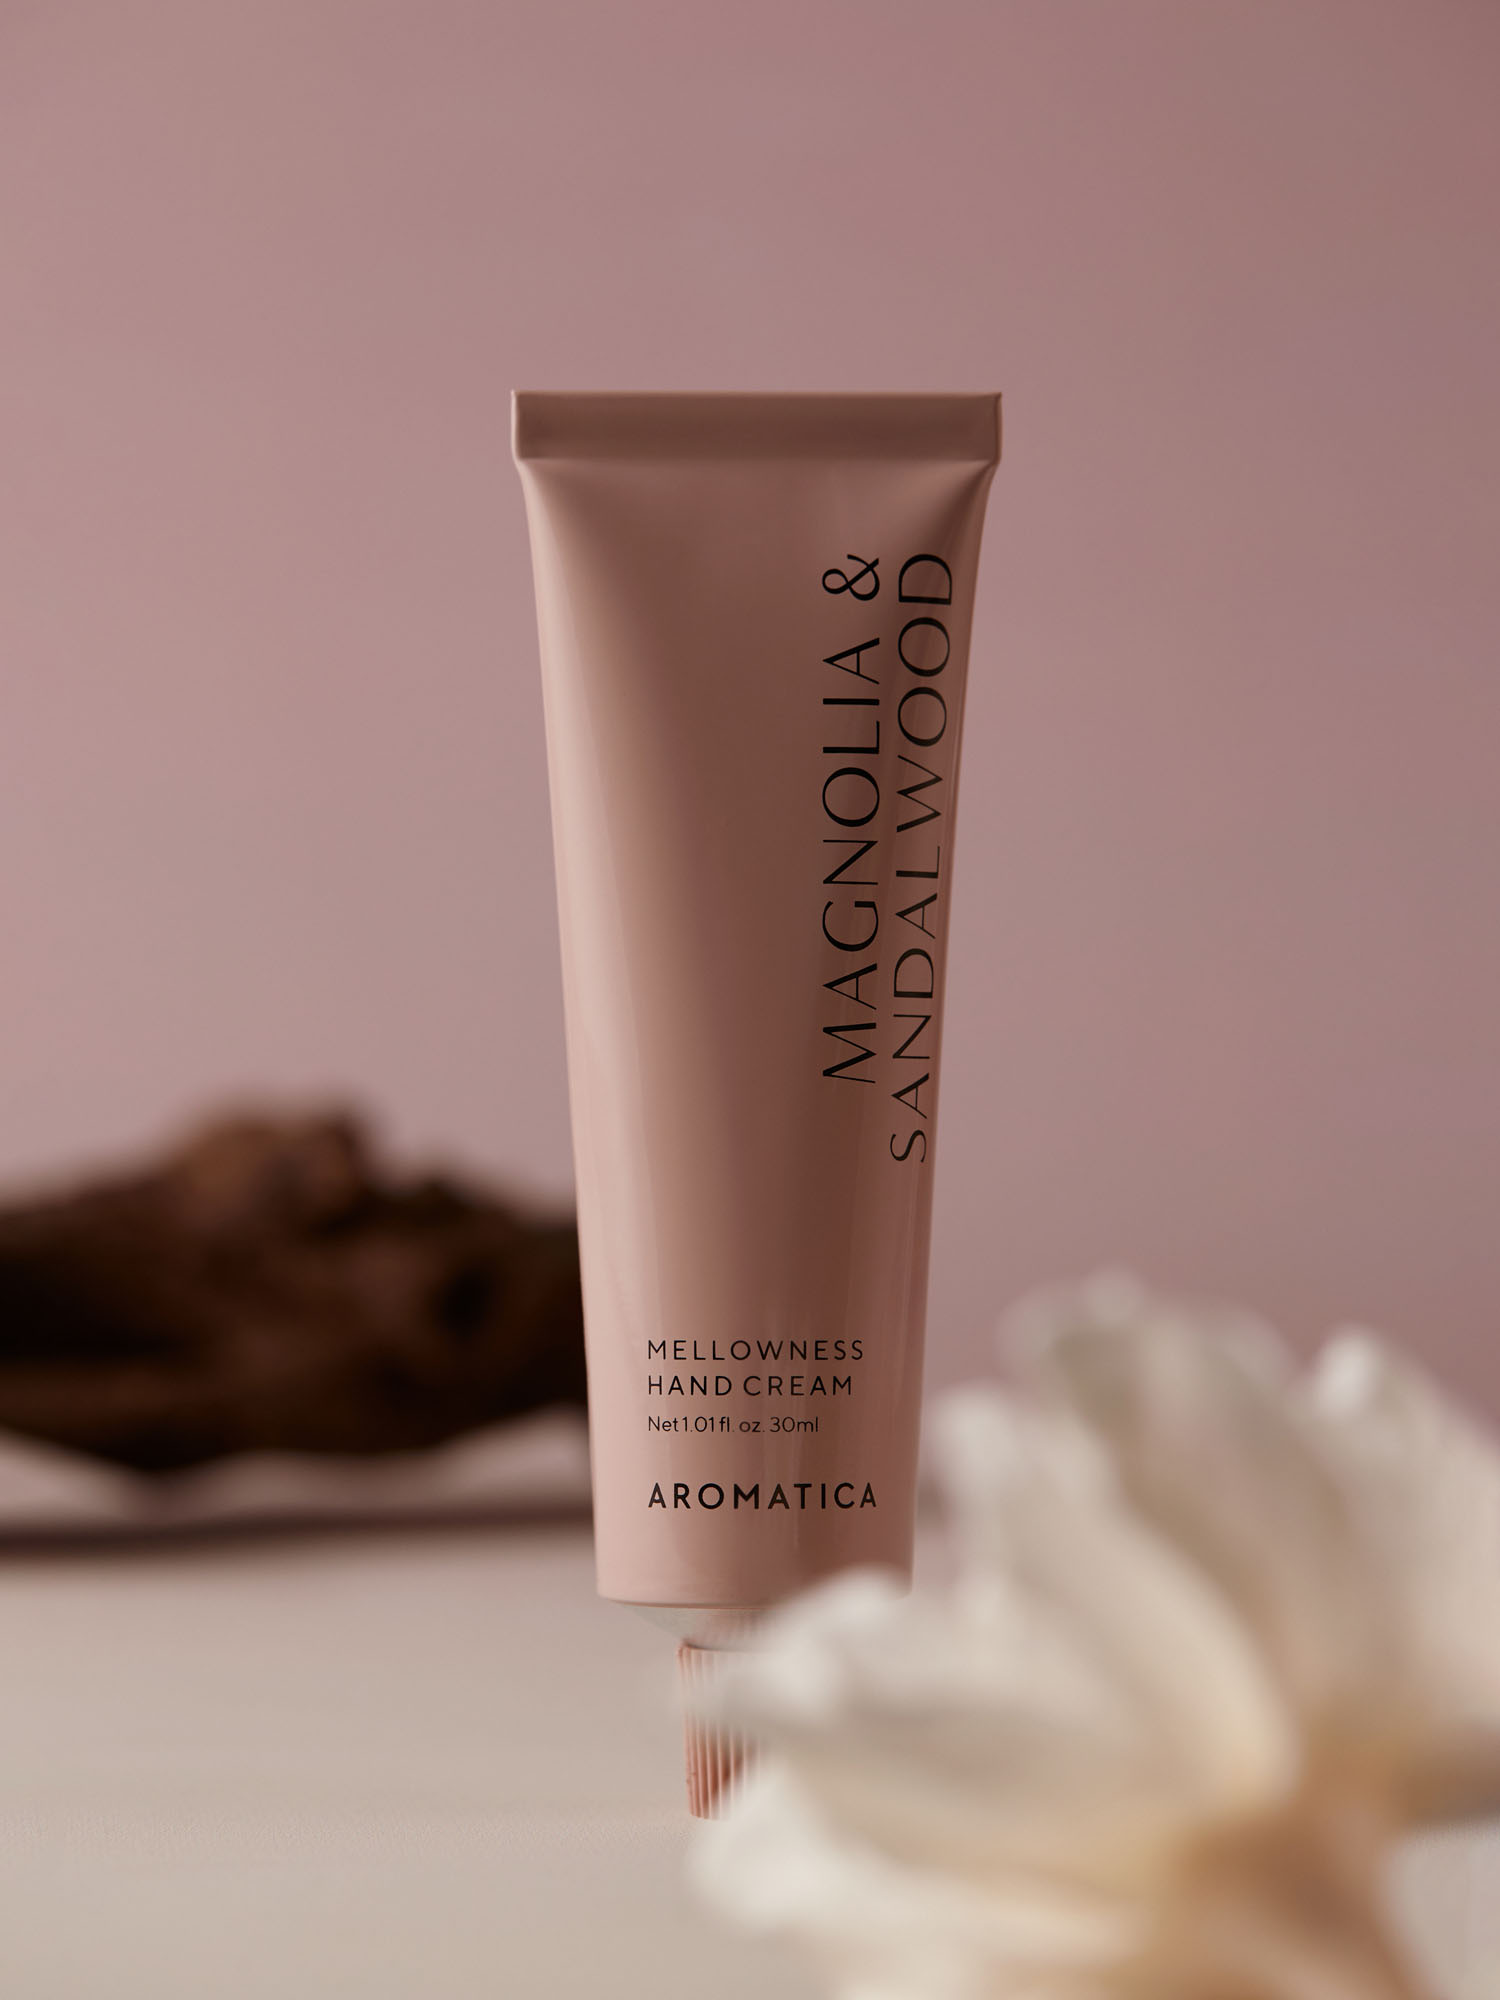 MAGNOLIA &
SANDALWOOD
MELLOWNESS
HAND CREAM
Net 1.01 fl. oz. 30ml
AROMATICA